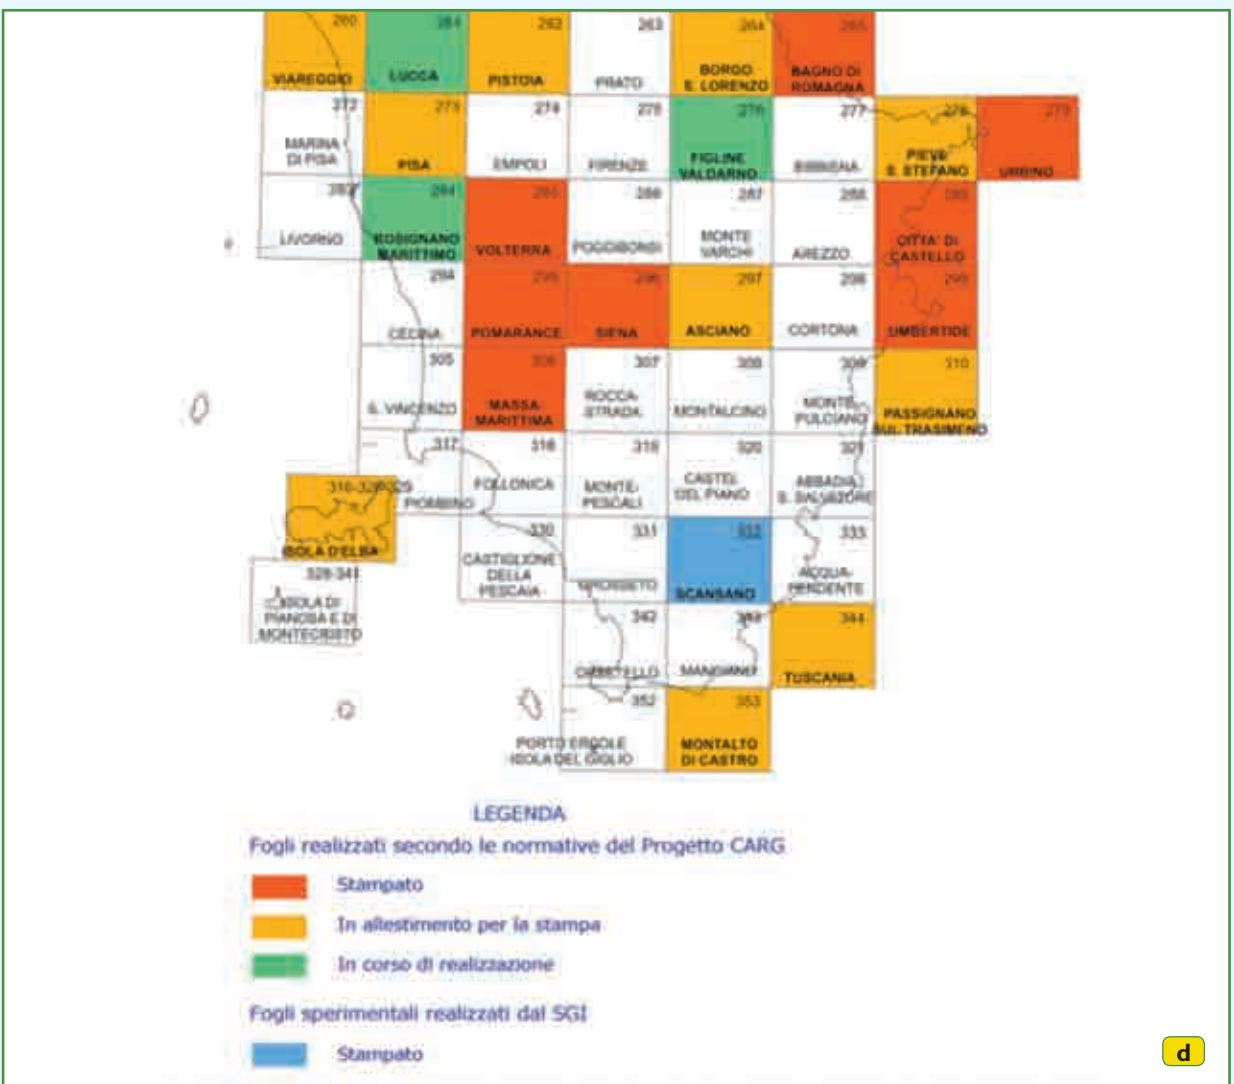 260 261 262 263 264 265
VIAREGGIO LUCCA PISTOIA PRATO BORGO S. LORENZO BAGNO DI ROMAGNA
272 273 274 275 276 277 278 279
MARINA DI PISA PISA EMPOLI FIRENZE FIGLINE VALDARNO BIBBIENA PIEVE S. STEFANO URBINO
283 284 285 286 287 288 289
LIVORNO ROSIGNANO MARITTIMO VOLTERRA POGGIBONSI MONTE VARCHI AREZZO CITTA' DI CASTELLO
294 295 296 297 298 299
CECINA POMARANCE SIENA ASCIANO CORTONA UMBERTIDE
305 306 307 308 309 310
S. VINCENZO MASSA MARITTIMA ROCCA-STRADA MONTALCINO MONTE-PULCIANO PASSIGNANO SUL TRASIMENO
317 318 319 320 321
PIOMBINO FOLLONICA MONTE-PESCALI CASTEL DEL PIANO ABBADIA S. SALVATORE
316-328-329
ISOLA D'ELBA
330 331 332 333
CASTIGLIONE DELLA PESCAIA GROSSETO SCANSANO ACQUA-PENDENTE
328-341
ISOLA DI
PIANOSA E DI
MONTECRISTO
342 343 344
ORBETELLO MANCIANO TUSCANIA
352 353
PORTO ERCOLE ISOLA DEL GIGLIO MONTALTO DI CASTRO
LEGENDA
Fogli realizzati secondo le normative del Progetto CARG
Stampato
In allestimento per la stampa
In corso di realizzazione
Fogli sperimentali realizzati dal SGI
Stampato
d